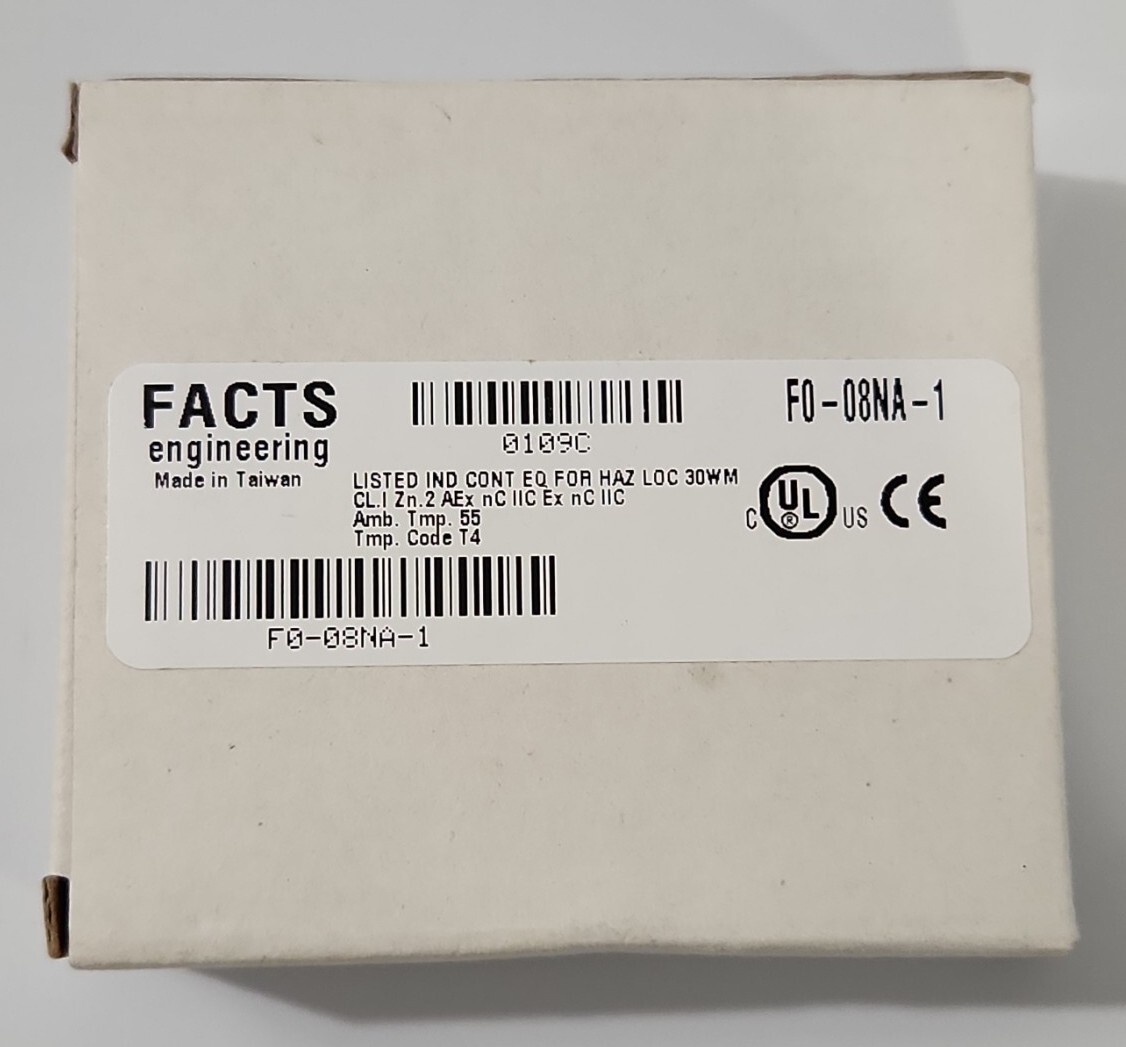 FACTS
engineering
Made in Taiwan
0109C
F0-08NA-1
LISTED IND CONT EQ FOR HAZ LOC 30WM
CL.I Zn.2 AEx nC IIC Ex nC IIC
Amb. Tmp. 55
Tmp. Code T4
C UL ® US CE
F0-08NA-1